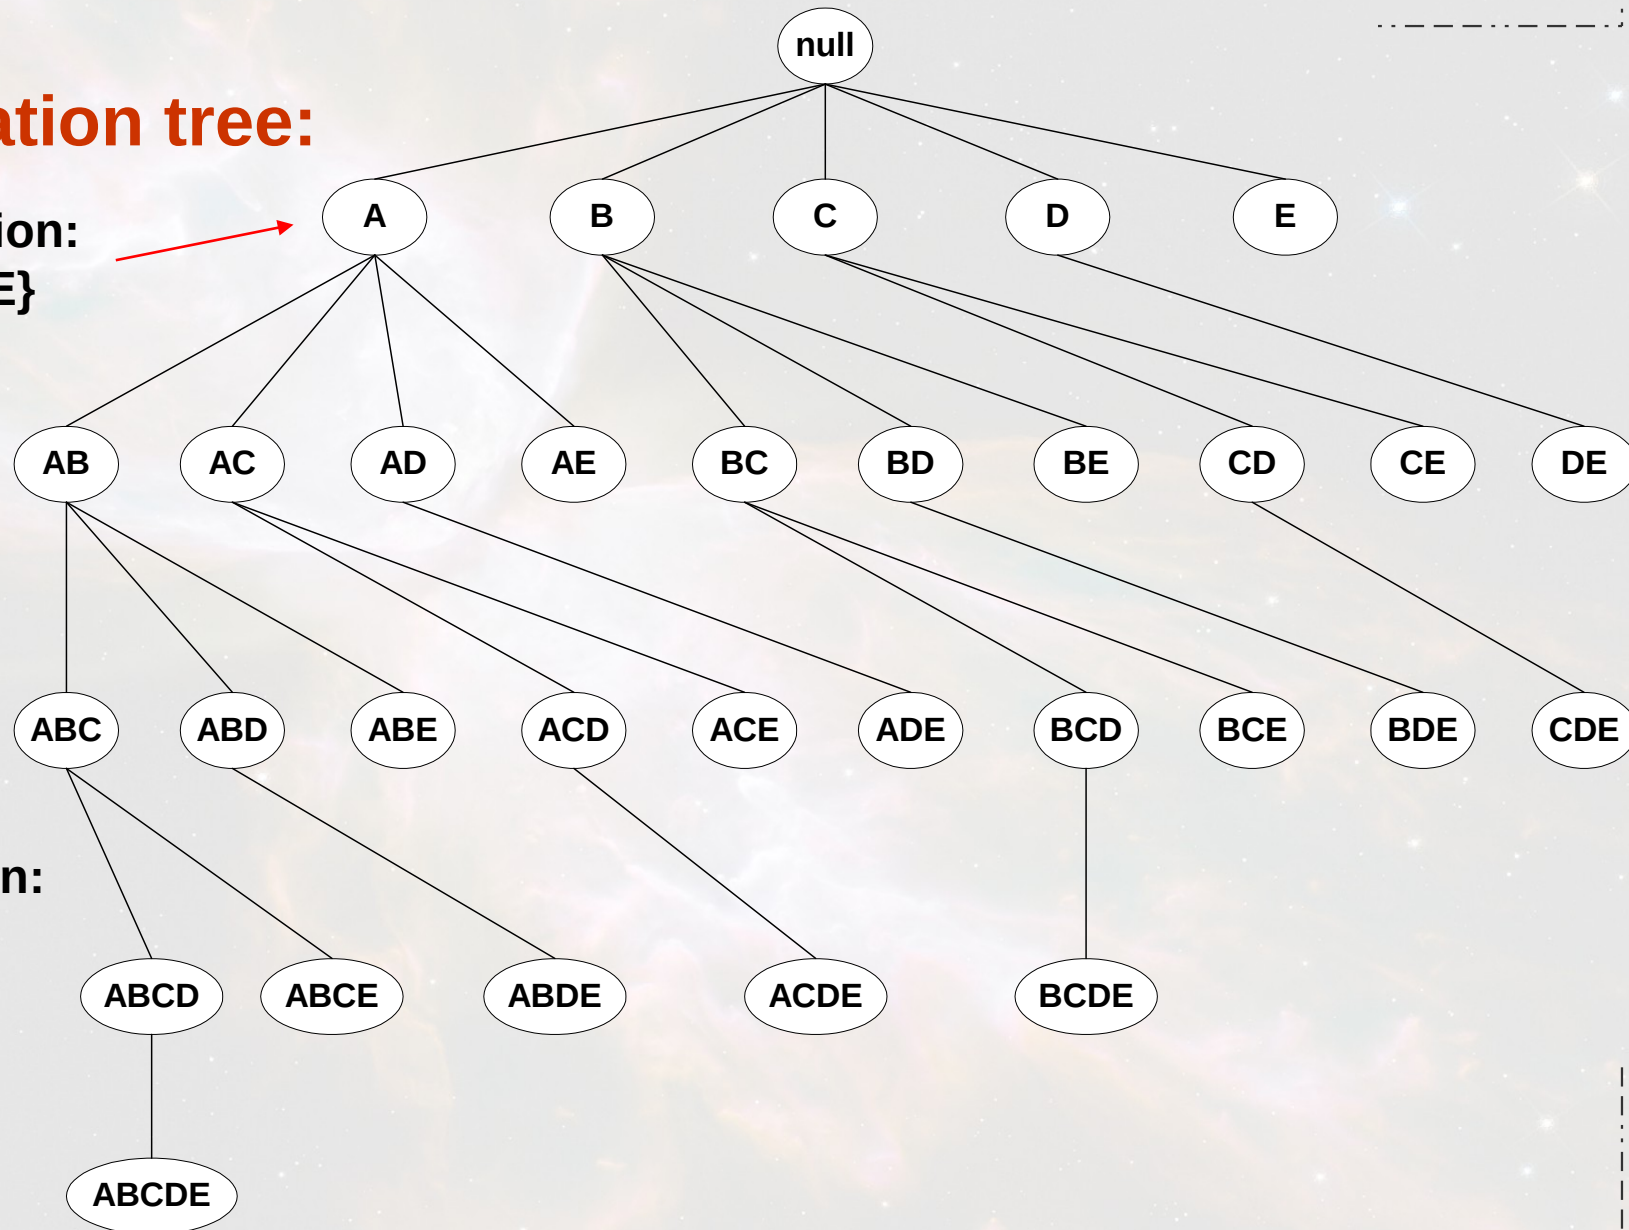 null
ation tree:
A B C D E
ion:
E}
AB AC AD AE BC BD BE CD CE DE
ABC ABD ABE ACD ACE ADE BCD BCE BDE CDE
n:
ABCD ABCE ABDE ACDE BCDE
ABCDE